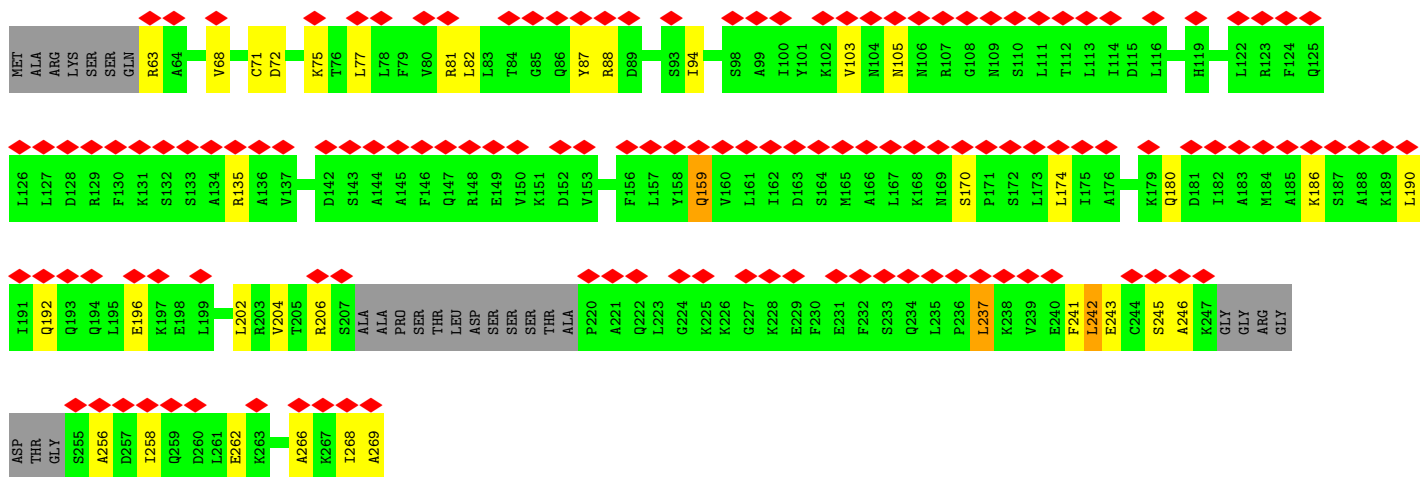 MET ALA ARG LYS SER SER GLN R63 A64 V68 C71 D72 K75 T76 L77 L78 F79 V80 R81 L82 L83 T84 G85 Q86 Y87 R88 D89 S93 I94 S98 A99 I100 Y101 K102 V103 N104 N105 N106 R107 G108 N109 S110 L111 T112 L113 I114 D115 L116 H119 L122 R123 F124 Q125
L126 L127 D128 R129 F130 K131 S132 S133 A134 R135 A136 V137 D142 S143 A144 A145 F146 Q147 R148 E149 V150 K151 D152 V153 F156 L157 Y158 Q159 V160 L161 I162 D163 S164 M165 A166 L167 K168 N169 S170 P171 S172 L173 L174 I175 A176 K179 Q180 D181 I182 A183 M184 A185 K186 S187 A188 K189 L190
I191 Q192 Q193 Q194 L195 E196 K197 E198 L199 L202 R203 V204 T205 R206 S207 ALA ALA PRO SER THR LEU ASP SER SER SER THR ALA P220 A221 Q222 L223 G224 K225 K226 G227 K228 E229 F230 E231 F232 S233 Q234 L235 P236 L237 K238 V239 E240 F241 L242 E243 C244 S245 A246 K247 GLY GLY ARG GLY
ASP THR GLY S255 A256 D257 I258 Q259 D260 L261 E262 K263 A266 K267 I268 A269